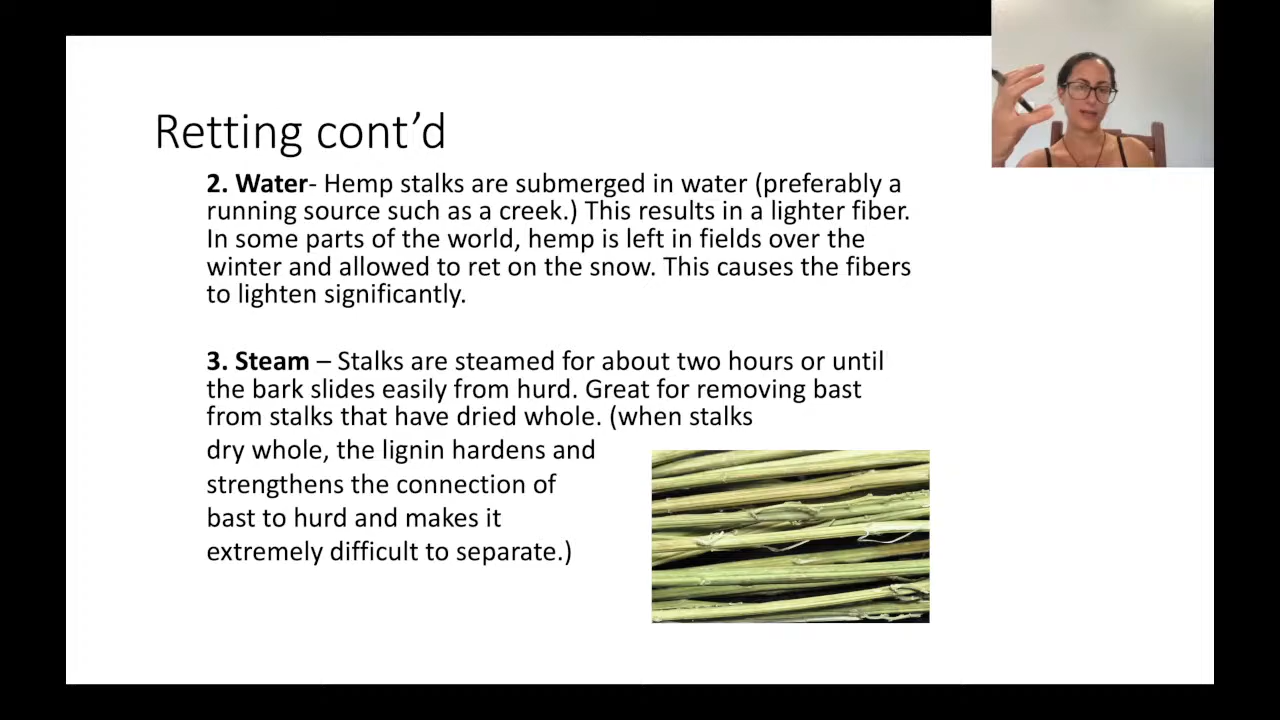 Retting cont’d
2. Water- Hemp stalks are submerged in water (preferably a
running source such as a creek.) This results in a lighter fiber.
In some parts of the world, hemp is left in fields over the
winter and allowed to ret on the snow. This causes the fibers
to lighten significantly.
3. Steam – Stalks are steamed for about two hours or until
the bark slides easily from hurd. Great for removing bast
from stalks that have dried whole. (when stalks
dry whole, the lignin hardens and
strengthens the connection of
bast to hurd and makes it
extremely difficult to separate.)